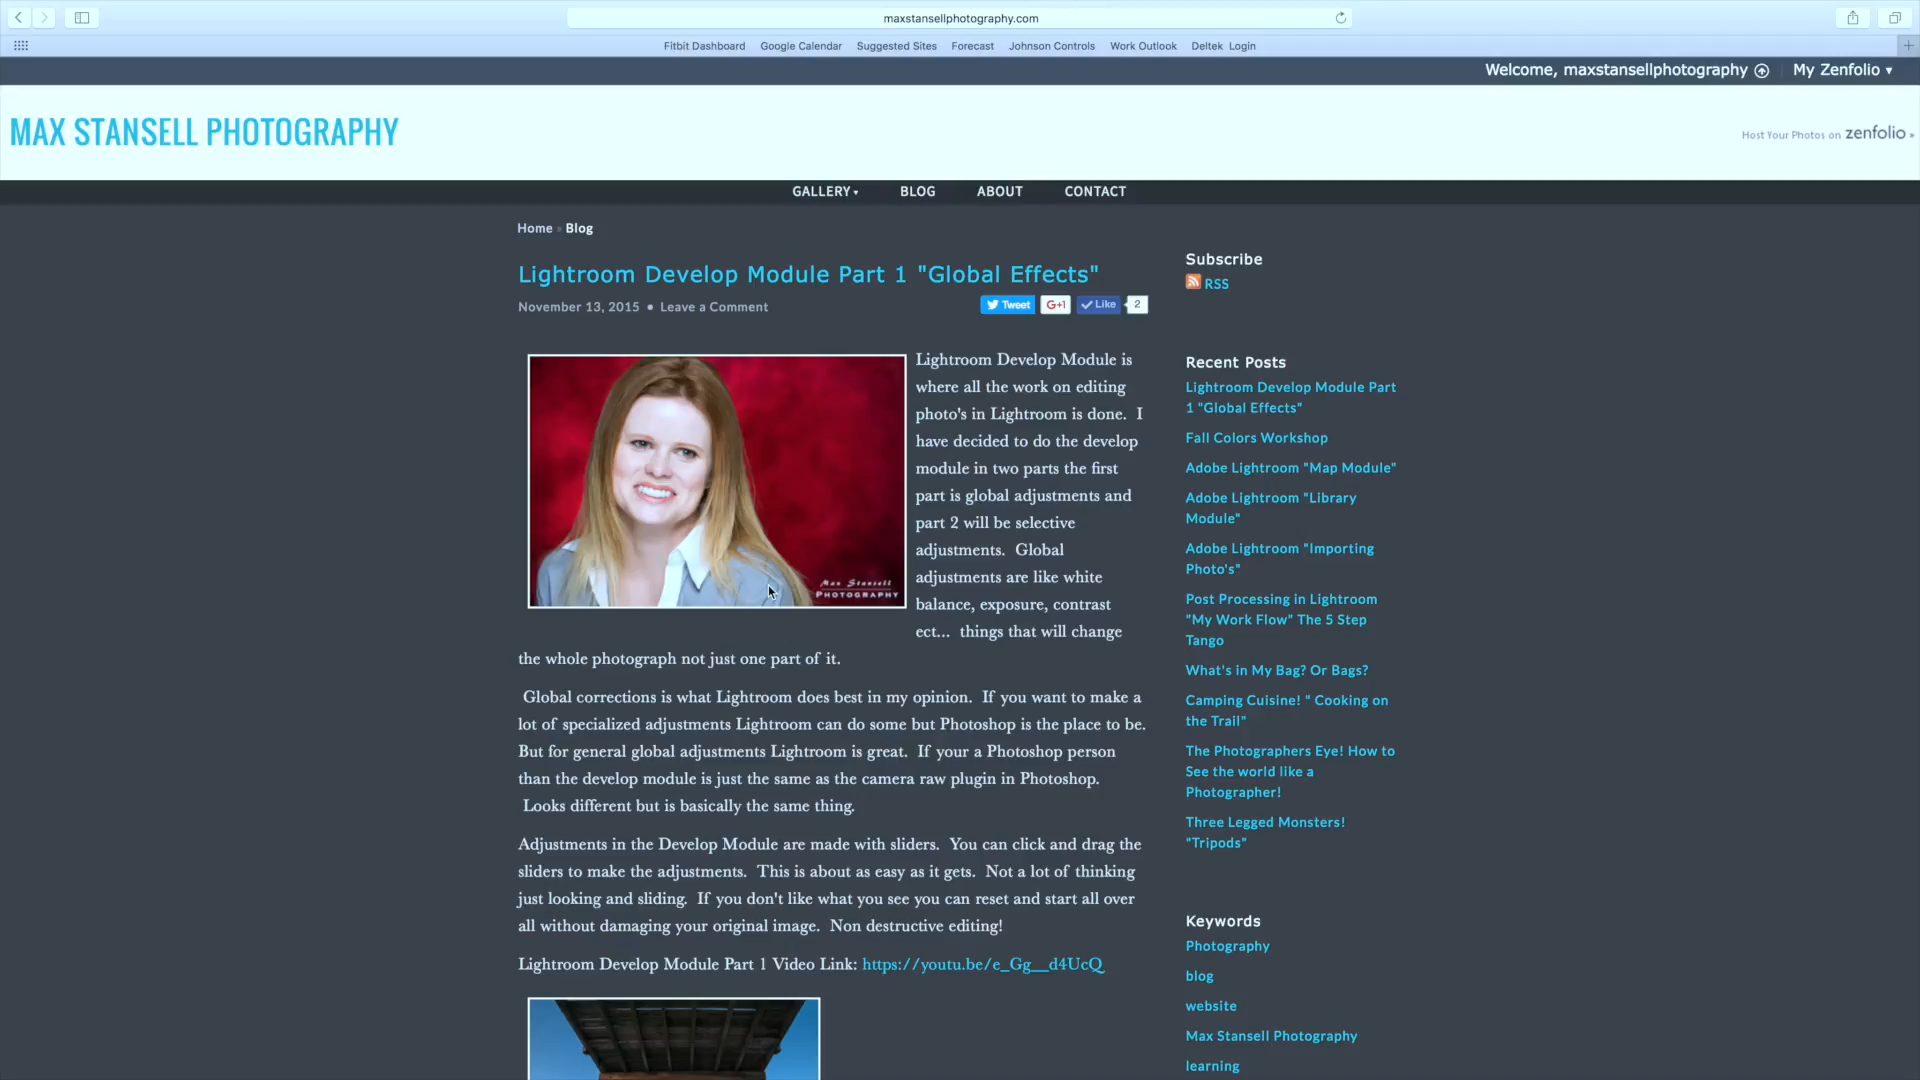 maxstansellphotography.com
Fitbit Dashboard Google Calendar Suggested Sites Forecast Johnson Controls Work Outlook Deltek Login
Welcome, maxstansellphotography My Zenfolio
MAX STANSELL PHOTOGRAPHY
Host Your Photos on zenfolio »
GALLERY BLOG ABOUT CONTACT
Home » Blog
Lightroom Develop Module Part 1 "Global Effects"
November 13, 2015 • Leave a Comment
Tweet G+1 Like 2
Lightroom Develop Module is
where all the work on editing
photo's in Lightroom is done. I
have decided to do the develop
module in two parts the first
part is global adjustments and
part 2 will be selective
adjustments. Global
adjustments are like white
balance, exposure, contrast
ect... things that will change
the whole photograph not just one part of it.
Max Stansell
PHOTOGRAPHY
Global corrections is what Lightroom does best in my opinion. If you want to make a
lot of specialized adjustments Lightroom can do some but Photoshop is the place to be.
But for general global adjustments Lightroom is great. If your a Photoshop person
than the develop module is just the same as the camera raw plugin in Photoshop.
Looks different but is basically the same thing.
Adjustments in the Develop Module are made with sliders. You can click and drag the
sliders to make the adjustments. This is about as easy as it gets. Not a lot of thinking
just looking and sliding. If you don't like what you see you can reset and start all over
all without damaging your original image. Non destructive editing!
Lightroom Develop Module Part 1 Video Link: https://youtu.be/e_Gg__d4UcQ
Subscribe
RSS
Recent Posts
Lightroom Develop Module Part
1 "Global Effects"
Fall Colors Workshop
Adobe Lightroom "Map Module"
Adobe Lightroom "Library
Module"
Adobe Lightroom "Importing
Photo's"
Post Processing in Lightroom
"My Work Flow" The 5 Step
Tango
What's in My Bag? Or Bags?
Camping Cuisine! " Cooking on
the Trail"
The Photographers Eye! How to
See the world like a
Photographer!
Three Legged Monsters!
"Tripods"
Keywords
Photography
blog
website
Max Stansell Photography
learning